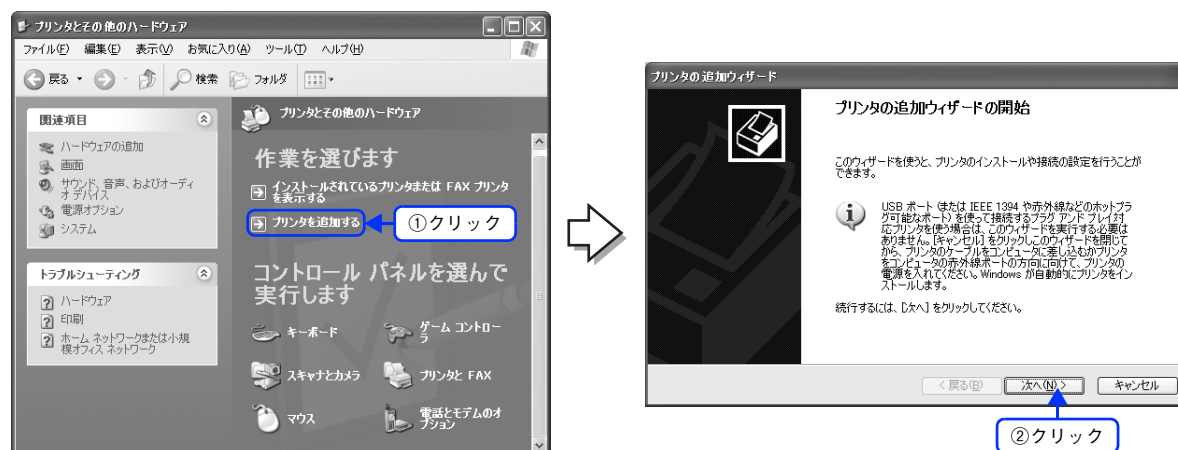 プリンタとその他のハードウェア
ファイル(F) 編集(E) 表示(V) お気に入り(A) ツール(T) ヘルプ(H)
戻る 検索 フォルダ
関連項目
ハードウェアの追加
画面
サウンド、音声、およびオーディ
オ デバイス
電源オプション
システム
トラブルシューティング
ハードウェア
印刷
ホーム ネットワークまたは小規
模オフィス ネットワーク
プリンタとその他のハードウェア
作業を選びます
インストールされているプリンタまたは FAX プリンタ
を表示する
プリンタを追加する
①クリック
コントロール パネルを選んで
実行します
キーボード
ゲーム コントロー
ラ
スキャナとカメラ
プリンタと FAX
マウス
電話とモデムのオ
プション
プリンタの追加ウィザード
プリンタの追加ウィザードの開始
このウィザードを使うと、プリンタのインストールや接続の設定を行うことが
できます。
USB ポート (または IEEE 1394 や赤外線などのホットプラ
グ可能なポート) を使って接続するプラグ アンド プレイ対
応プリンタを使う場合は、このウィザードを実行する必要は
ありません。[キャンセル] をクリックしこのウィザードを閉じて
から、プリンタのケーブルをコンピュータに差し込むかプリンタ
をコンピュータの赤外線ポートの方向に向けて、プリンタの
電源を入れてください。Windows が自動的にプリンタをイン
ストールします。
続行するには、[次へ] をクリックしてください。
< 戻る(B) 次へ(N) > キャンセル
②クリック